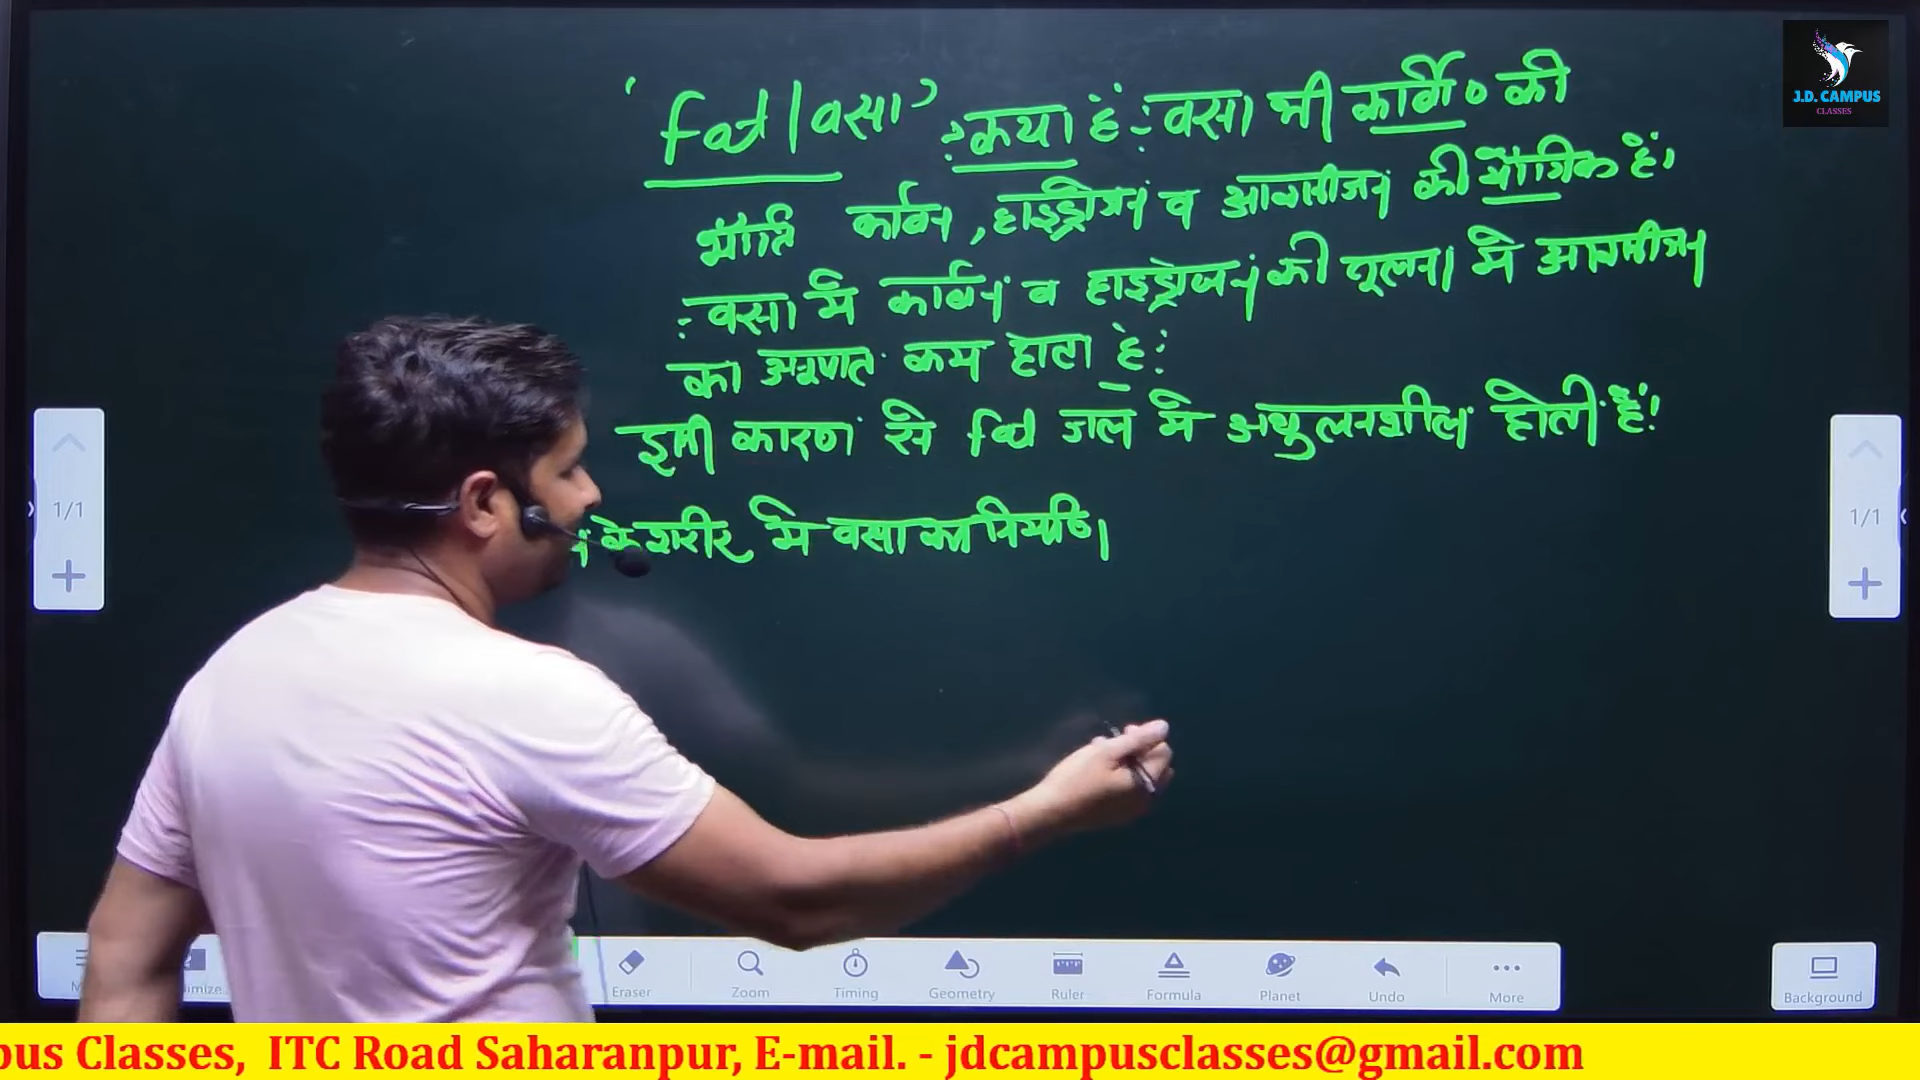 'fat / वसा' : क्या है :- वसा भी कार्बो० की
भाँति कार्बन, हाइड्रोजन व आक्सीजन की यौगिक है,
:- वसा मे कार्बन व हाइड्रोजन की तूलना मे आक्सीजन
का अनूपात कम होता है:
इसी कारण से fat जल मे अघुलनशील होती है!
के शरीर मे वसा का निर्माण
J.D. CAMPUS
CLASSES
1/1
1/1
Eraser
Zoom
Timing
Geometry
Ruler
Formula
Planet
Undo
More
Background
pus Classes, ITC Road Saharanpur, E-mail. - jdcampusclasses@gmail.com